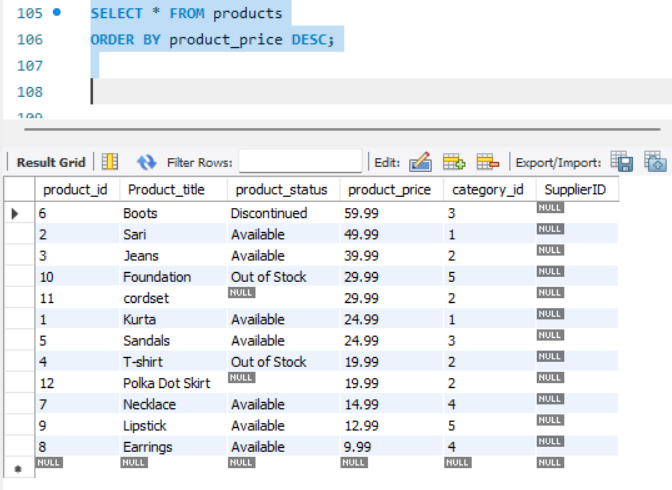 105 SELECT * FROM products
106 ORDER BY product_price DESC;
107
108
109
Result Grid Filter Rows: Edit: Export/Import:
product_id Product_title product_status product_price category_id SupplierID
6 Boots Discontinued 59.99 3 NULL
2 Sari Available 49.99 1 NULL
3 Jeans Available 39.99 2 NULL
10 Foundation Out of Stock 29.99 5 NULL
11 cordset NULL 29.99 2 NULL
1 Kurta Available 24.99 1 NULL
5 Sandals Available 24.99 3 NULL
4 T-shirt Out of Stock 19.99 2 NULL
12 Polka Dot Skirt NULL 19.99 2 NULL
7 Necklace Available 14.99 4 NULL
9 Lipstick Available 12.99 5 NULL
8 Earrings Available 9.99 4 NULL
NULL NULL NULL NULL NULL NULL